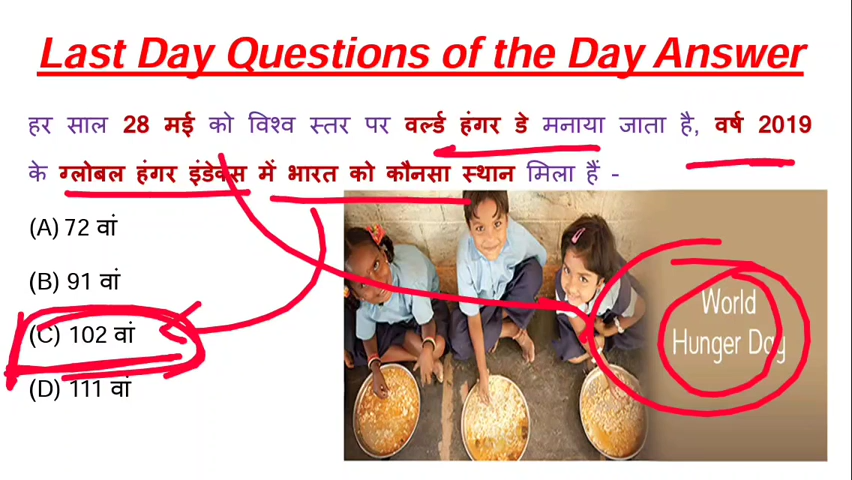 Last Day Questions of the Day Answer
हर साल 28 मई को विश्व स्तर पर वर्ल्ड हंगर डे मनाया जाता है, वर्ष 2019
के ग्लोबल हंगर इंडेक्स में भारत को कौनसा स्थान मिला हैं -
(A) 72 वां
(B) 91 वां
(C) 102 वां
(D) 111 वां
World
Hunger Day